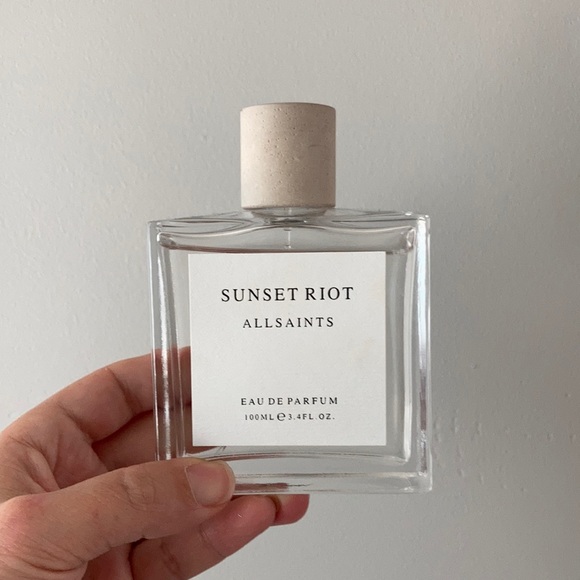 SUNSET RIOT
ALLSAINTS
EAU DE PARFUM
100ML ℮ 3.4FL.OZ.